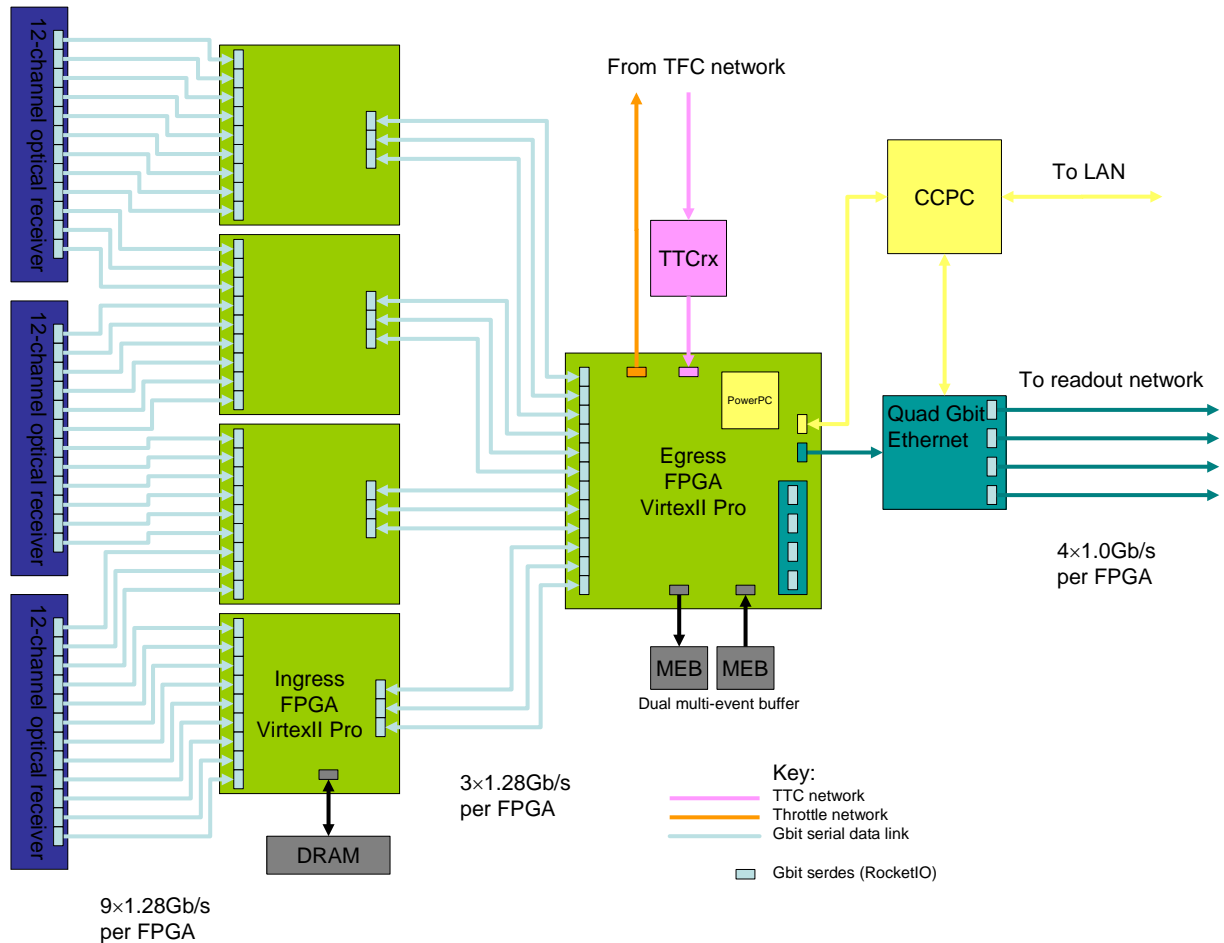 12-channel optical receiver
12-channel optical receiver
12-channel optical receiver
From TFC network
TTCrx
CCPC
To LAN
PowerPC
Egress
FPGA
VirtexII Pro
Quad Gbit
Ethernet
To readout network
4×1.0Gb/s
per FPGA
MEB
MEB
Dual multi-event buffer
Ingress
FPGA
VirtexII Pro
DRAM
3×1.28Gb/s
per FPGA
9×1.28Gb/s
per FPGA
Key:
TTC network
Throttle network
Gbit serial data link
Gbit serdes (RocketIO)